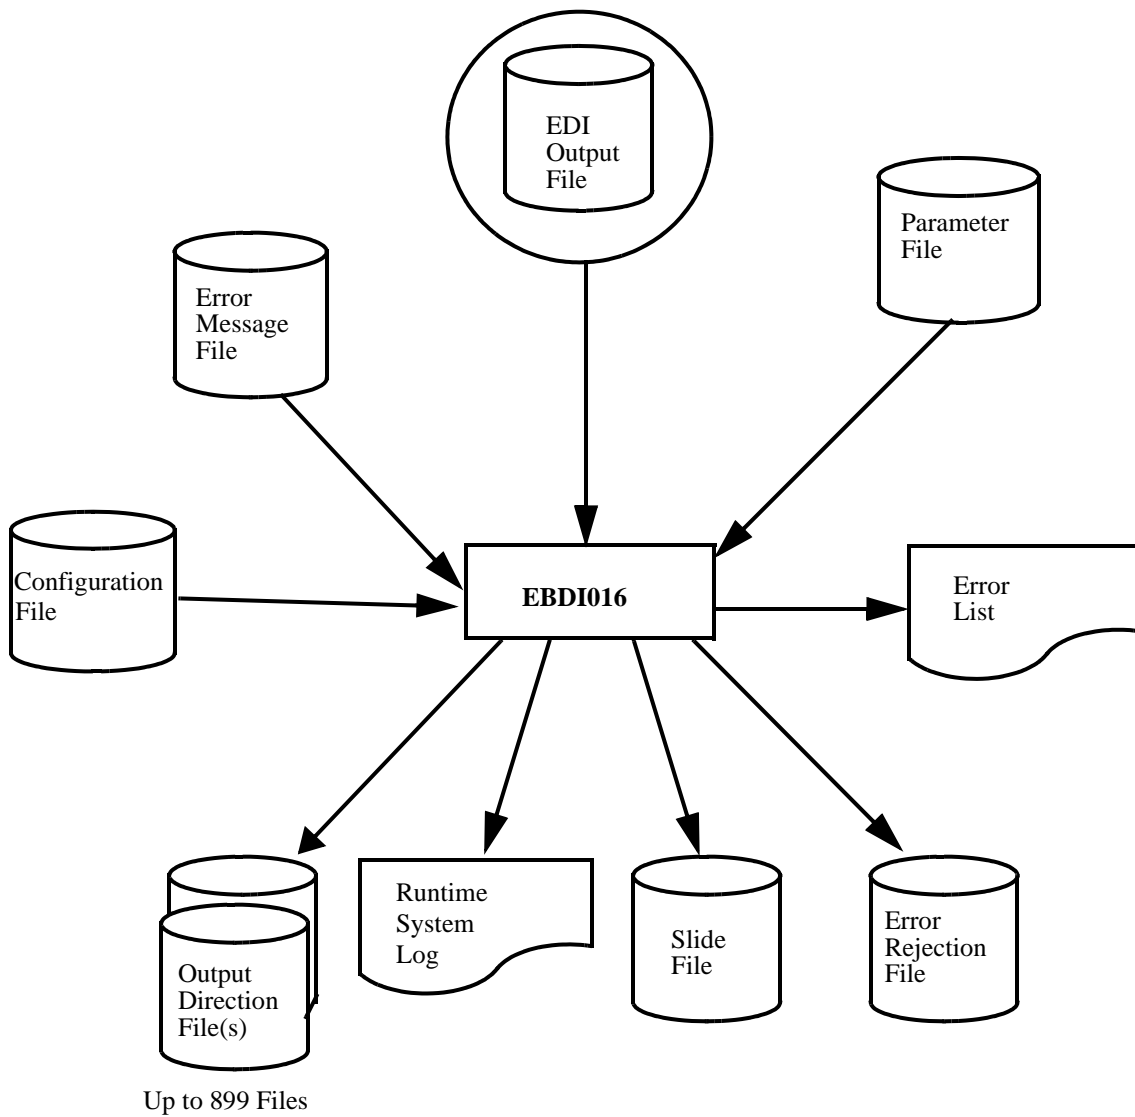 EDI
Output
File
Parameter
File
Error
Message
File
Configuration
File
EBDI016
Error
List
Runtime
System
Log
Slide
File
Error
Rejection
File
Output
Direction
File(s)
Up to 899 Files